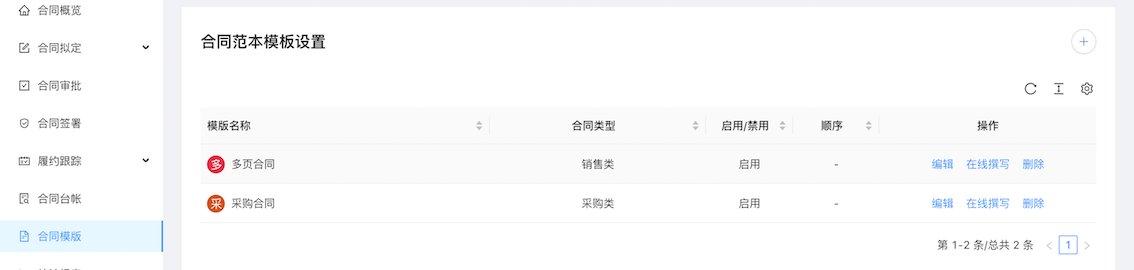 合同概览
合同拟定
合同审批
合同签署
履约跟踪
合同台帐
合同模版
合同范本模板设置
模版名称 合同类型 启用/禁用 顺序 操作
多 多页合同 销售类 启用 - 编辑 在线撰写 删除
采 采购合同 采购类 启用 - 编辑 在线撰写 删除
第 1-2 条/总共 2 条 < 1 >